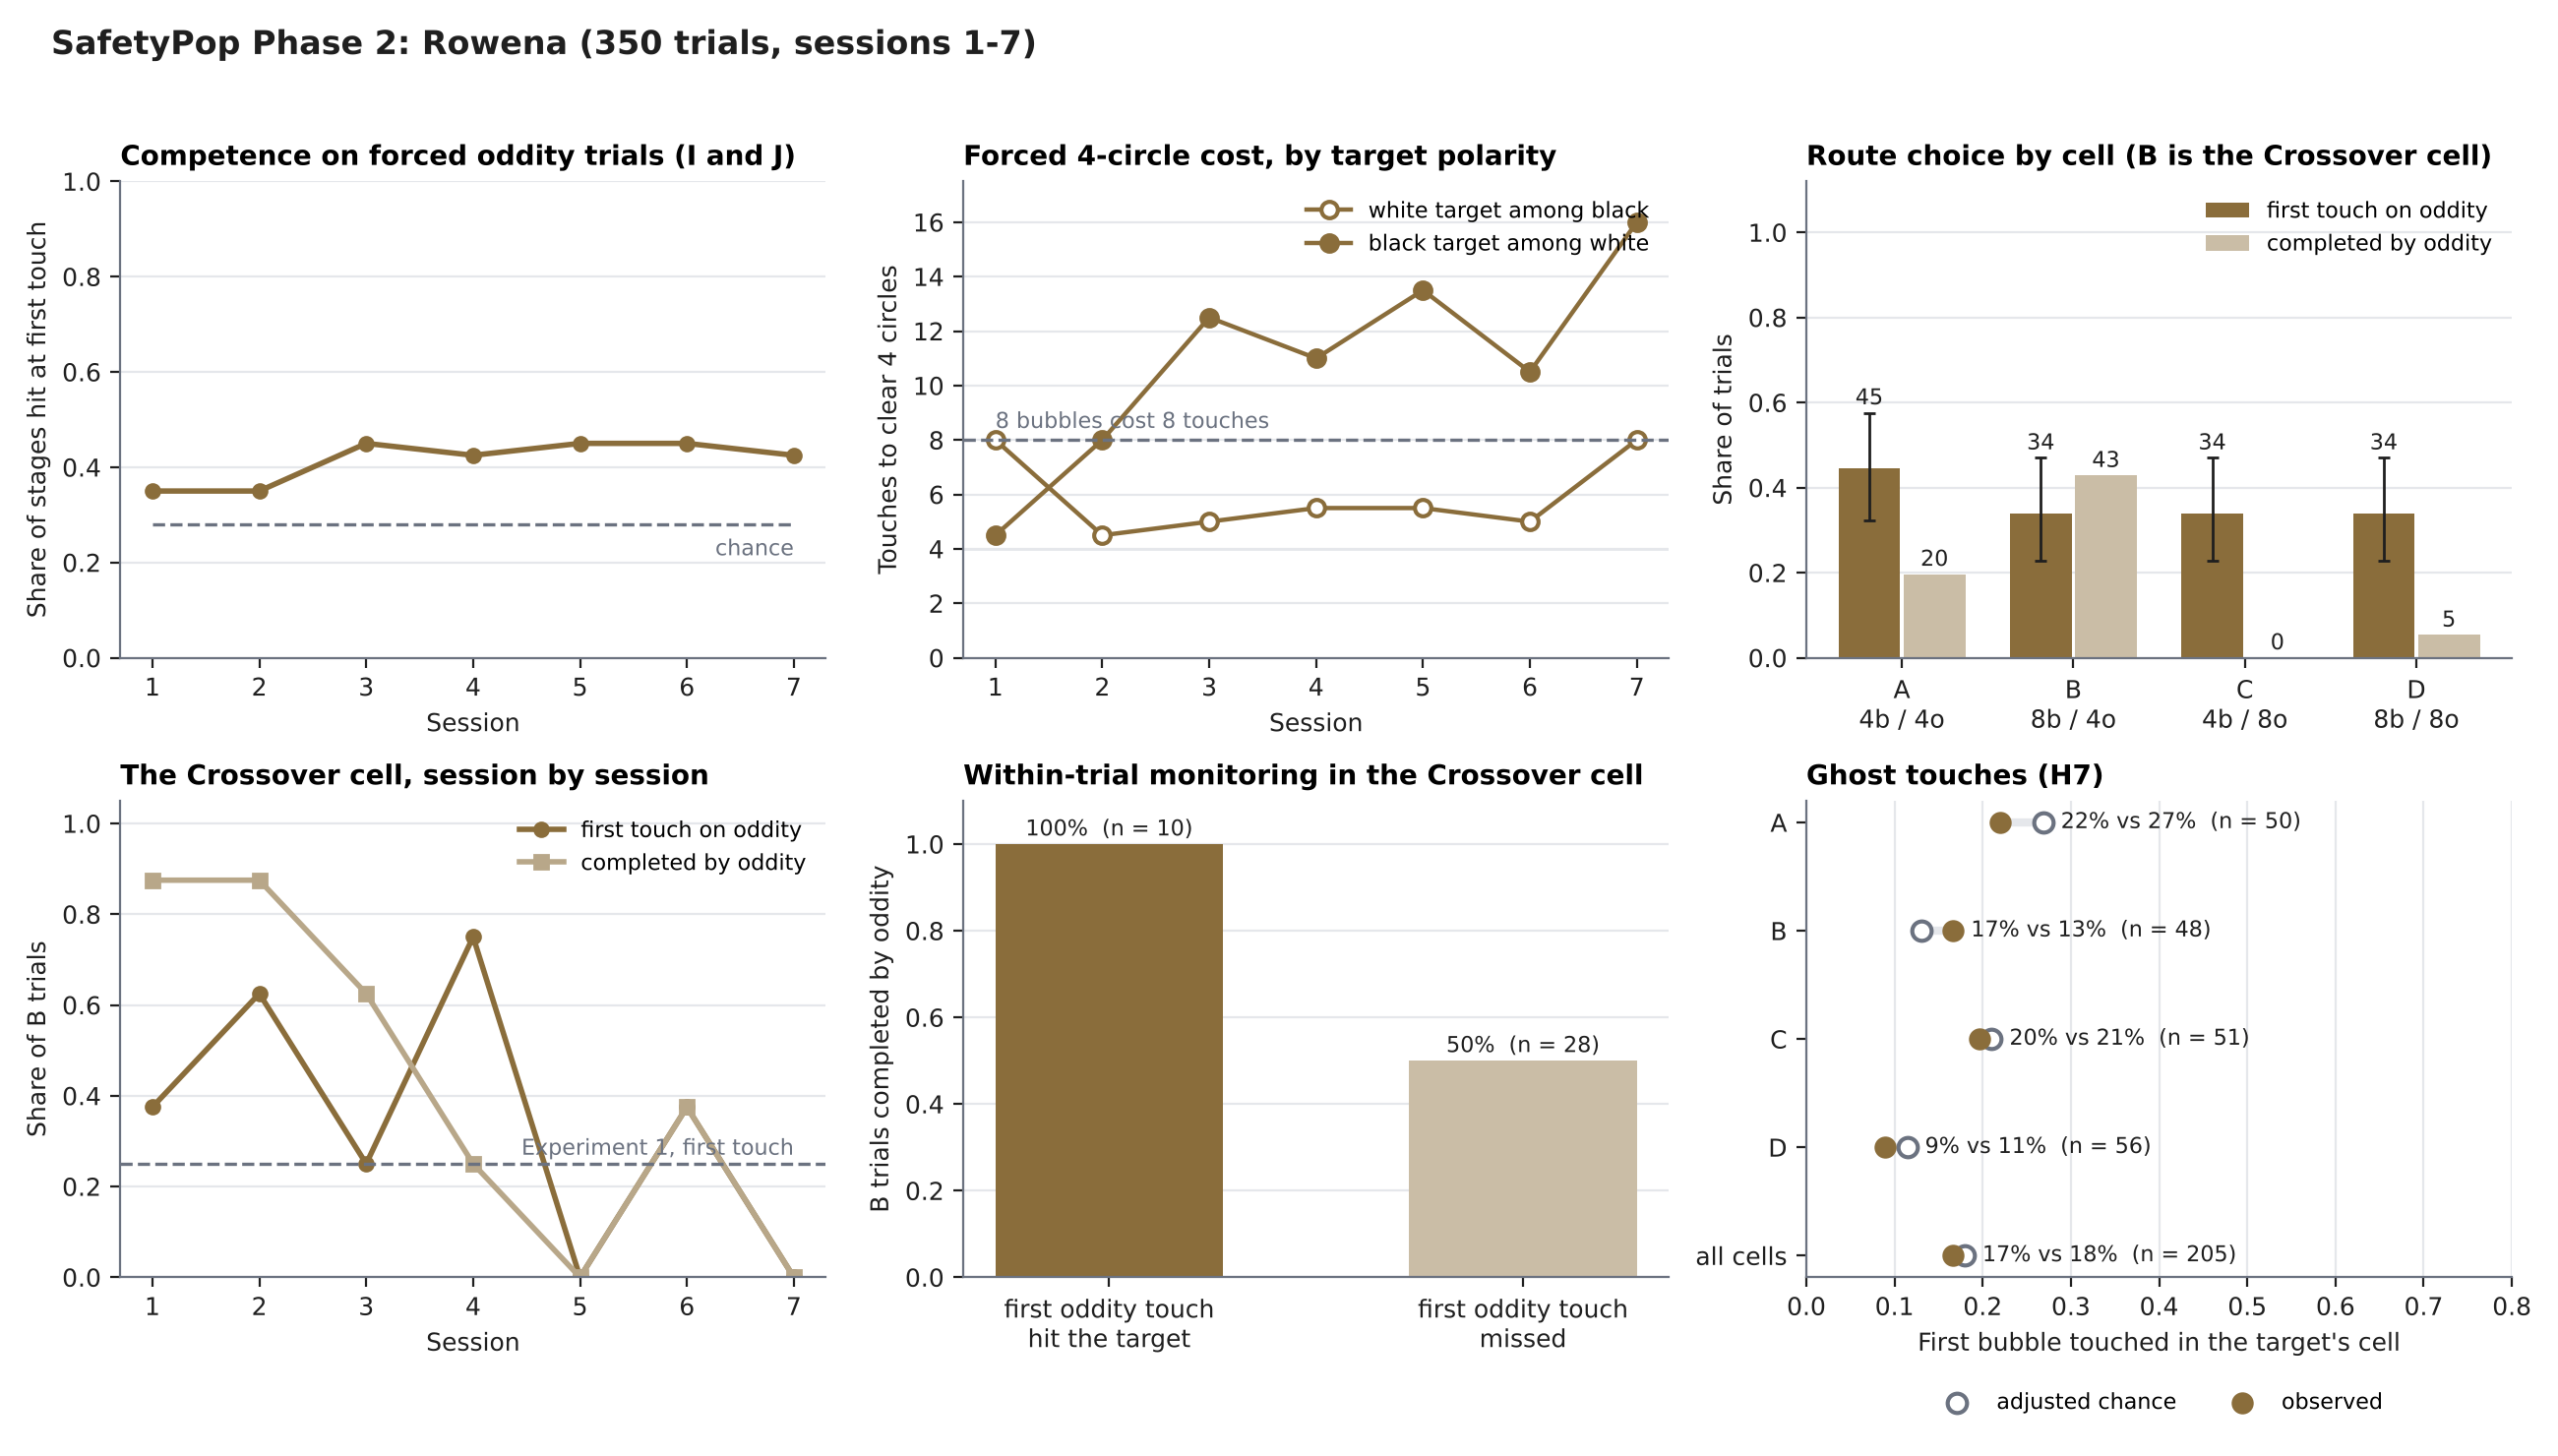 SafetyPop Phase 2: Rowena (350 trials, sessions 1-7)
Competence on forced oddity trials (I and J)
Share of stages hit at first touch
1.0
0.8
0.6
0.4
0.2
0.0
chance
1 2 3 4 5 6 7
Session
Forced 4-circle cost, by target polarity
Touches to clear 4 circles
16
14
12
10
8
6
4
2
0
white target among black
black target among white
8 bubbles cost 8 touches
1 2 3 4 5 6 7
Session
Route choice by cell (B is the Crossover cell)
Share of trials
1.0
0.8
0.6
0.4
0.2
0.0
first touch on oddity
completed by oddity
45
20
34
43
34
0
34
5
A B C D
4b / 4o 8b / 4o 4b / 8o 8b / 8o
The Crossover cell, session by session
Share of B trials
1.0
0.8
0.6
0.4
0.2
0.0
first touch on oddity
completed by oddity
Experiment 1, first touch
1 2 3 4 5 6 7
Session
Within-trial monitoring in the Crossover cell
B trials completed by oddity
1.0
0.8
0.6
0.4
0.2
0.0
100% (n = 10)
50% (n = 28)
first oddity touch
hit the target
first oddity touch
missed
Ghost touches (H7)
A
22% vs 27% (n = 50)
B
17% vs 13% (n = 48)
C
20% vs 21% (n = 51)
D
9% vs 11% (n = 56)
all cells
17% vs 18% (n = 205)
0.0 0.1 0.2 0.3 0.4 0.5 0.6 0.7 0.8
First bubble touched in the target's cell
adjusted chance
observed